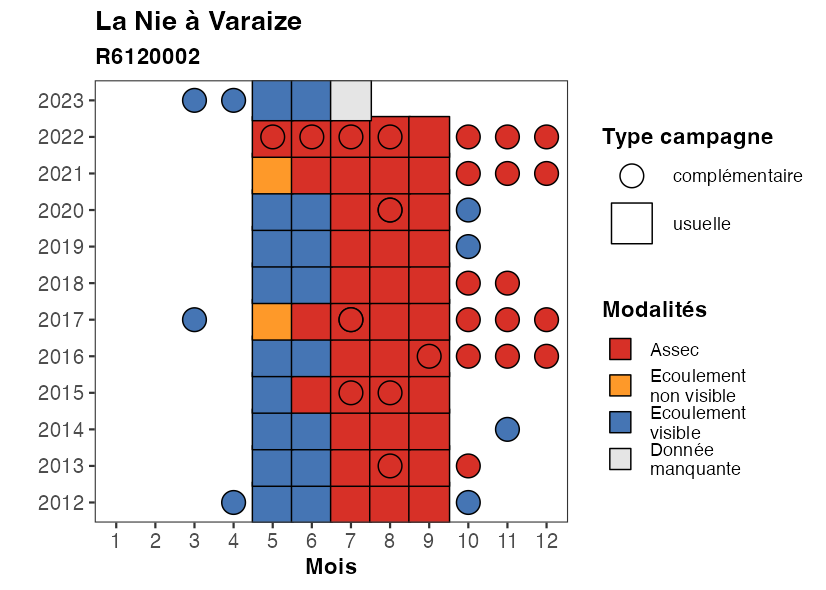 La Nie à Varaize
R6120002
2023
2022
2021
2020
2019
2018
2017
2016
2015
2014
2013
2012
1 2 3 4 5 6 7 8 9 10 11 12
Mois
Type campagne
complémentaire
usuelle
Modalités
Assec
Ecoulement
non visible
Ecoulement
visible
Donnée
manquante